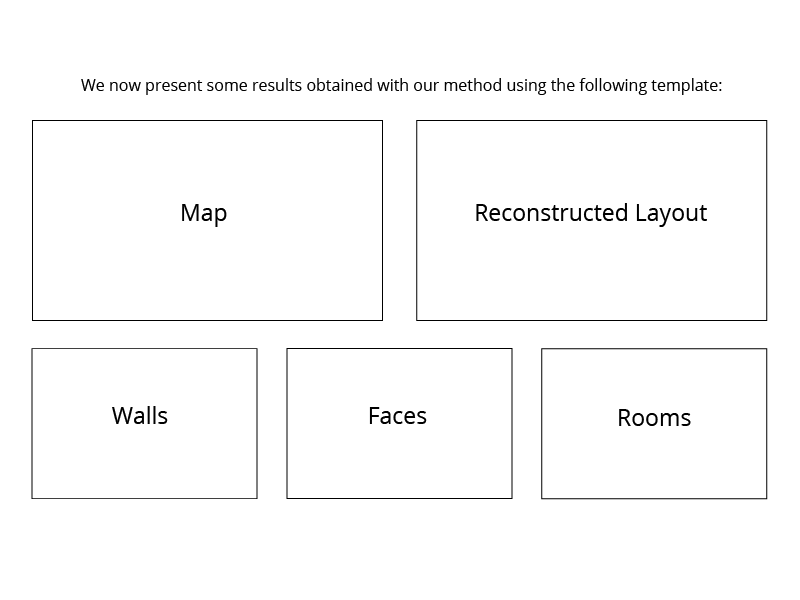 We now present some results obtained with our method using the following template:
Map
Reconstructed Layout
Walls
Faces
Rooms